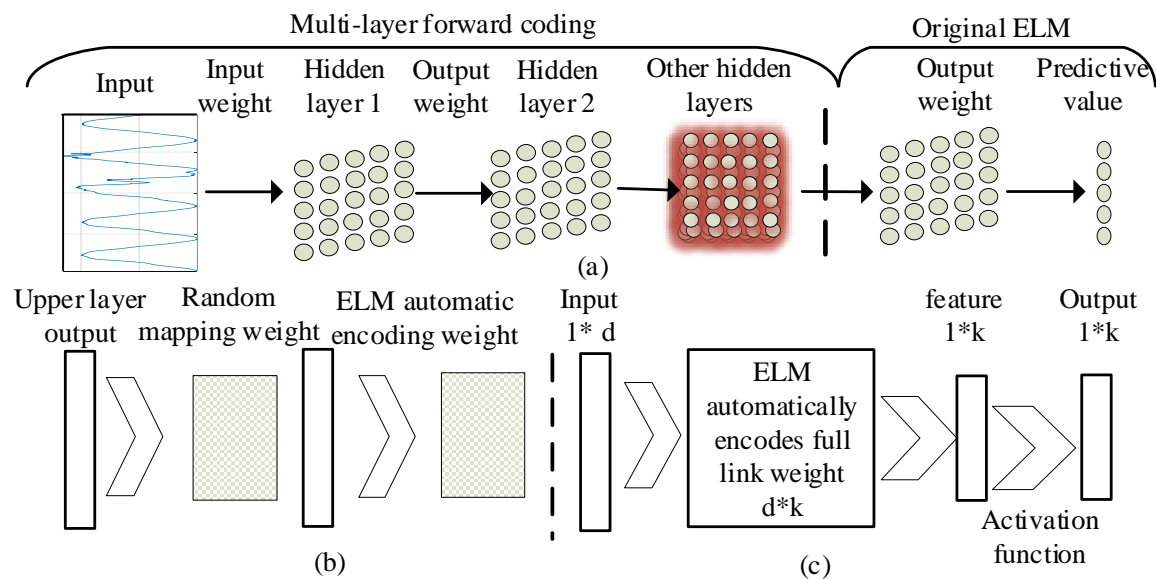 Multi-layer forward coding
Original ELM
Input
Input
weight
Hidden
layer 1
Output
weight
Hidden
layer 2
Other hidden
layers
Output
weight
Predictive
value
(a)
Upper layer
output
Random
mapping weight
ELM automatic
encoding weight
Input
1* d
feature
1*k
Output
1*k
ELM
automatically
encodes full
link weight
d*k
Activation
function
(b)
(c)